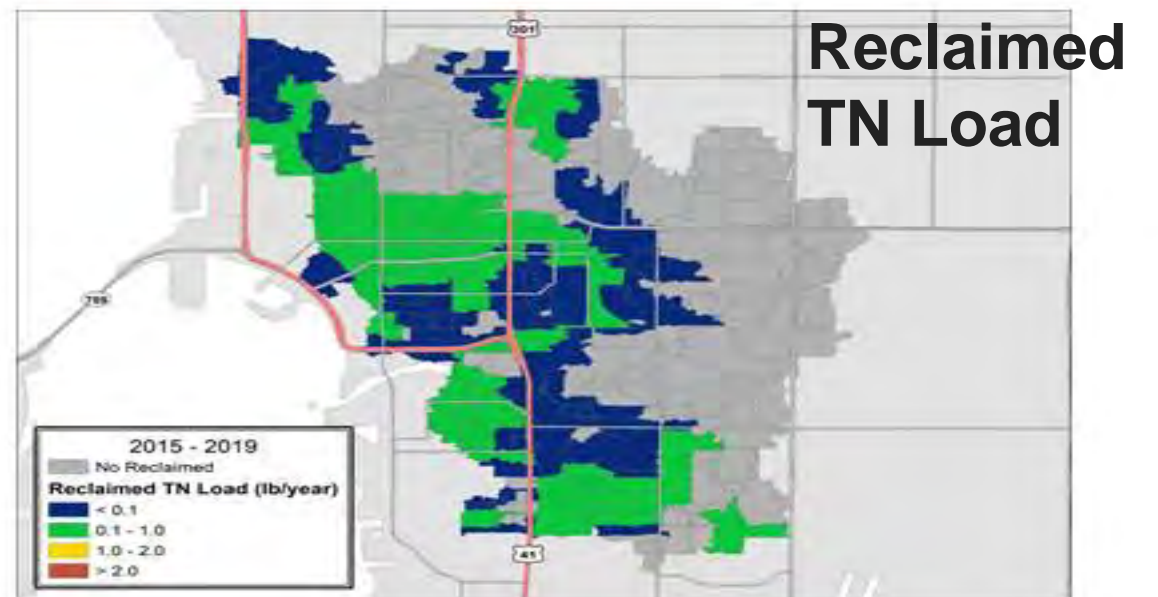 301
Reclaimed
TN Load
2015 - 2019
No Reclaimed
Reclaimed TN Load (lb/year)
< 0.1
0.1 - 1.0
1.0 - 2.0
> 2.0
41